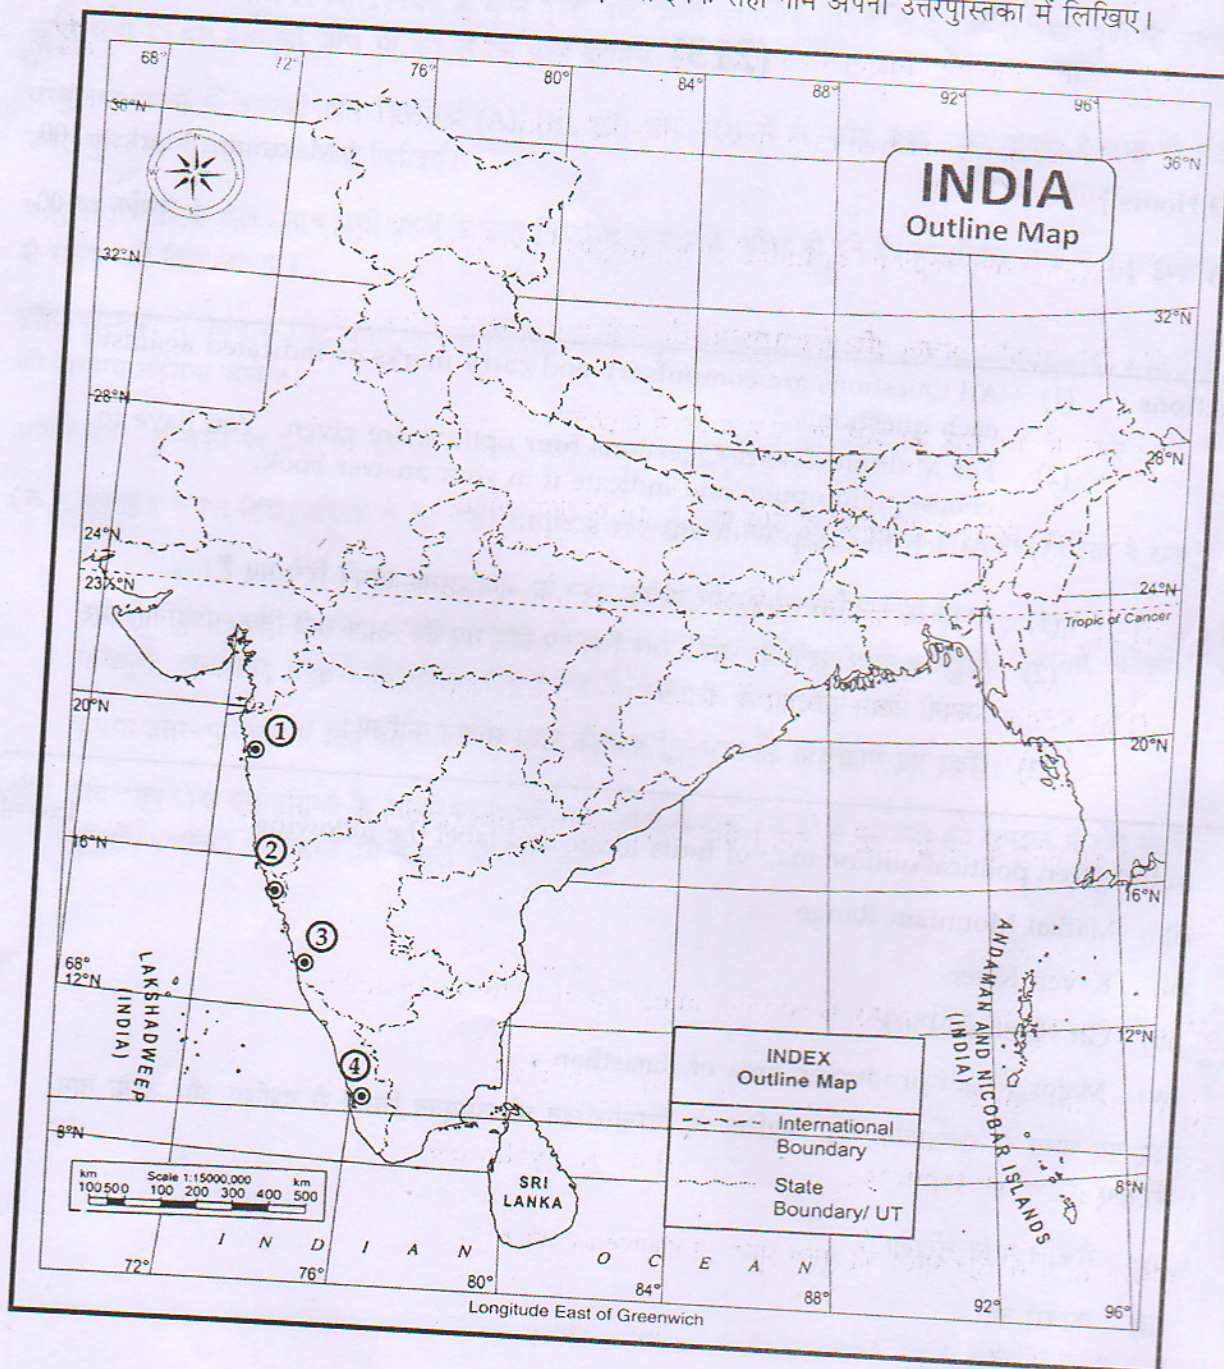 सही नाम अपनी उत्तरपुस्तिका में लिखिए।
68° 72° 76° 80° 84° 88° 92° 96°
36°N 36°N
INDIA
Outline Map
32°N 32°N
28°N 28°N
24°N 24°N
23½°N Tropic of Cancer
20°N 20°N
①
②
③
④
16°N 16°N
68°
12°N 12°N
LAKSHADWEEP
(INDIA)
ANDAMAN AND NICOBAR ISLANDS
(INDIA)
INDEX
Outline Map
International
Boundary
State
Boundary/ UT
8°N 8°N
SRI
LANKA
km Scale 1:15000,000 km
100 500 100 200 300 400 500
INDIAN OCEAN
72° 76° 80° 84° 88° 92° 96°
Longitude East of Greenwich